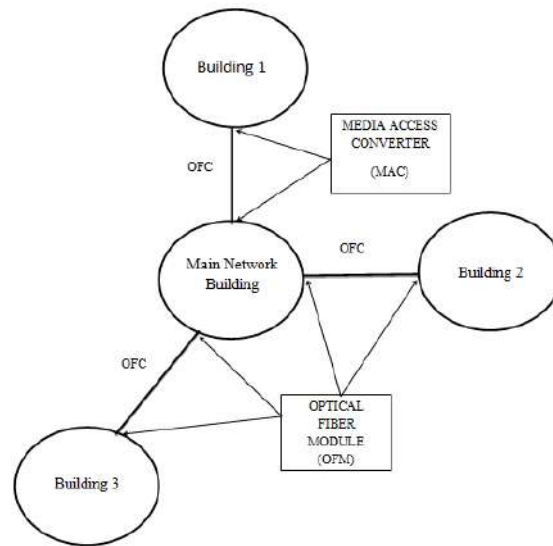 Building 1
MEDIA ACCESS
CONVERTER
(MAC)
OFC
OFC
Main Network
Building
Building 2
OFC
OPTICAL
FIBER
MODULE
(OFM)
Building 3